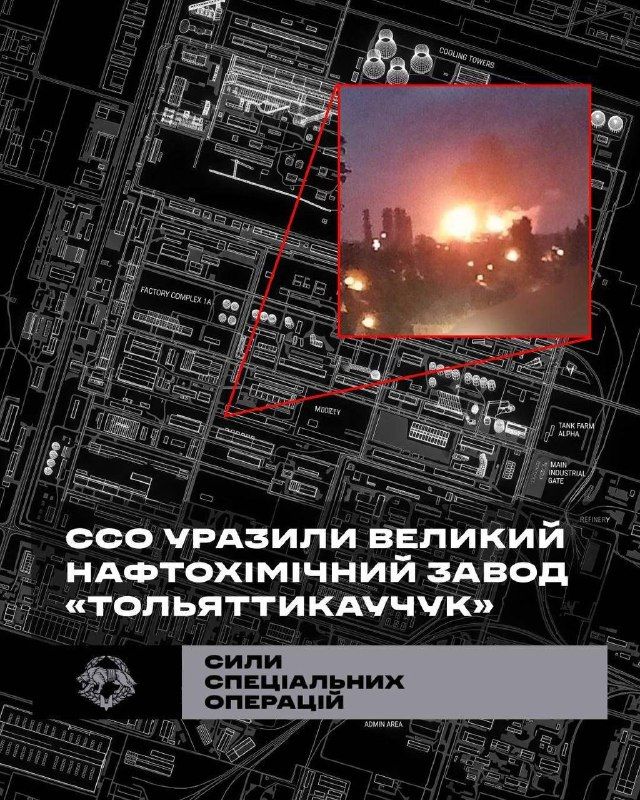 COOLING TOWERS
FACTORY COMPLEX 1A
TANK FARM
ALPHA
MAIN
INDUSTRIAL
GATE
REFINERY
ССО УРАЗИЛИ ВЕЛИКИЙ
НАФТОХІМІЧНИЙ ЗАВОД
«ТОЛЬЯТТИКАУЧУК»
СИЛИ
СПЕЦІАЛЬНИХ
ОПЕРАЦІЙ
ADMIN AREA